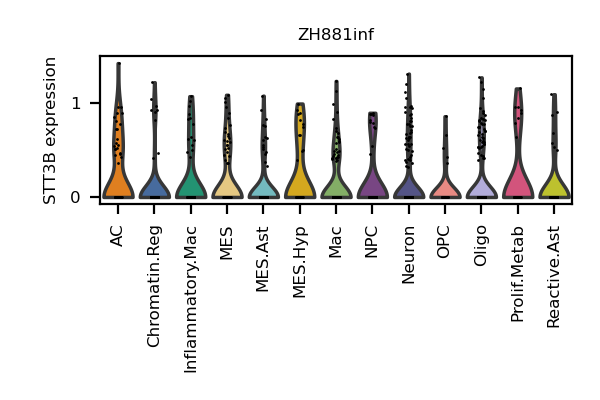 ZH881inf
STT3B expression
1
0
AC
Chromatin.Reg
Inflammatory.Mac
MES
MES.Ast
MES.Hyp
Mac
NPC
Neuron
OPC
Oligo
Prolif.Metab
Reactive.Ast